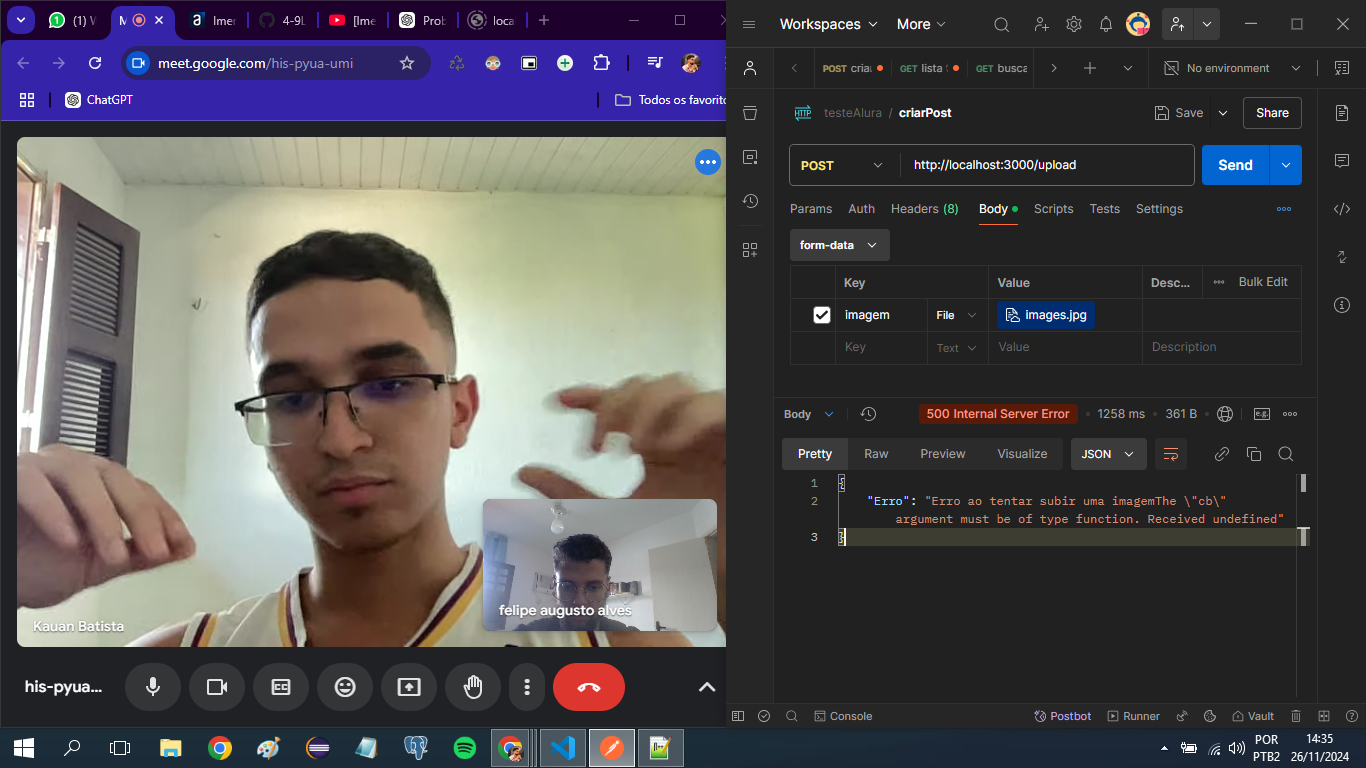 (1) W
M
Imer
4-9L
[Ime
Prob
loca
meet.google.com/his-pyua-umi
ChatGPT
Todos os favorito
Kauan Batista
felipe augusto alves
his-pyua...
Workspaces
More
POST criar
GET lista
GET busca
No environment
HTTP
testeAlura / criarPost
Save
Share
POST
http://localhost:3000/upload
Send
Params
Auth
Headers (8)
Body
Scripts
Tests
Settings
form-data
Key
Value
Desc...
Bulk Edit
imagem
File
images.jpg
Key
Text
Value
Description
Body
500 Internal Server Error
1258 ms
361 B
e.g.
Pretty
Raw
Preview
Visualize
JSON
1 {
2 "Erro": "Erro ao tentar subir uma imagemThe \"cb\"
argument must be of type function. Received undefined"
3 }
Console
Postbot
Runner
Vault
POR
PTB2
14:35
26/11/2024